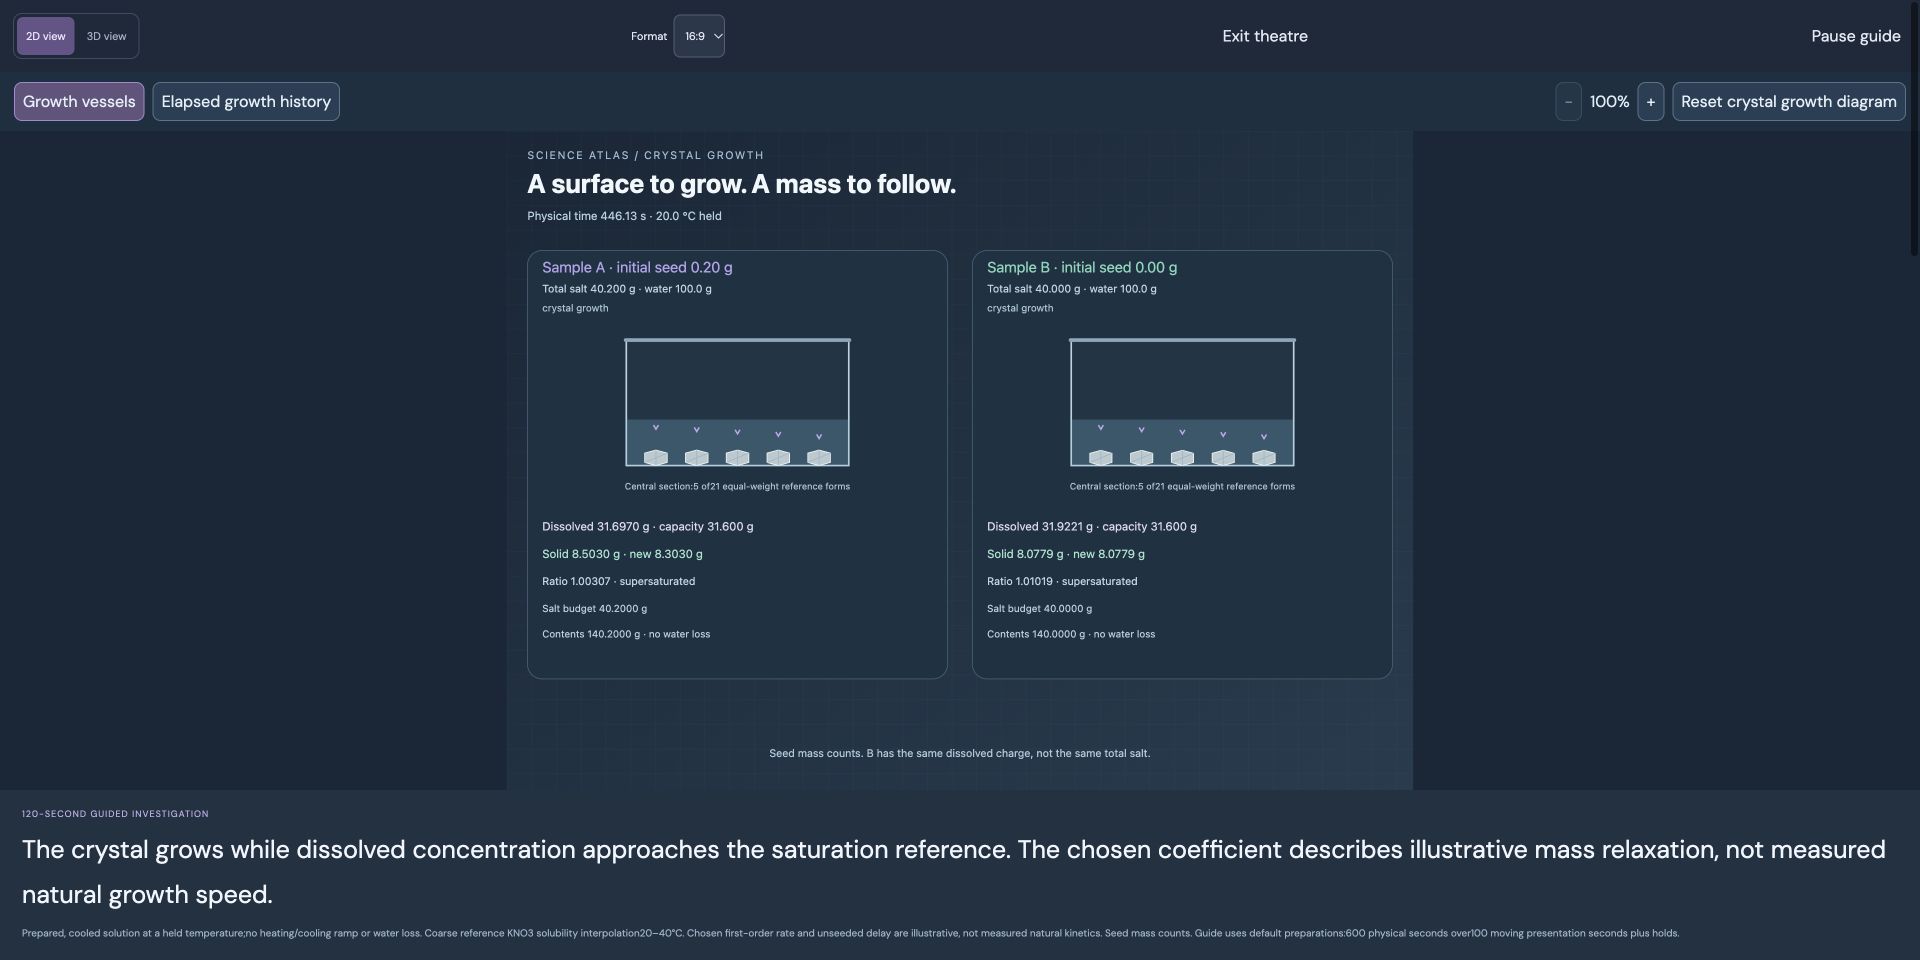 2D view
3D view
Format
16:9
Exit theatre
Pause guide
Growth vessels
Elapsed growth history
-
100%
+
Reset crystal growth diagram
SCIENCE ATLAS / CRYSTAL GROWTH
A surface to grow. A mass to follow.
Physical time 446.13 s · 20.0 °C held
Sample A · initial seed 0.20 g
Total salt 40.200 g · water 100.0 g
crystal growth
Central section:5 of21 equal-weight reference forms
Dissolved 31.6970 g · capacity 31.600 g
Solid 8.5030 g · new 8.3030 g
Ratio 1.00307 · supersaturated
Salt budget 40.2000 g
Contents 140.2000 g · no water loss
Sample B · initial seed 0.00 g
Total salt 40.000 g · water 100.0 g
crystal growth
Central section:5 of21 equal-weight reference forms
Dissolved 31.9221 g · capacity 31.600 g
Solid 8.0779 g · new 8.0779 g
Ratio 1.01019 · supersaturated
Salt budget 40.0000 g
Contents 140.0000 g · no water loss
Seed mass counts. B has the same dissolved charge, not the same total salt.
120-SECOND GUIDED INVESTIGATION
The crystal grows while dissolved concentration approaches the saturation reference. The chosen coefficient describes illustrative mass relaxation, not measured
natural growth speed.
Prepared, cooled solution at a held temperature;no heating/cooling ramp or water loss. Coarse reference KNO3 solubility interpolation20–40°C. Chosen first-order rate and unseeded delay are illustrative, not measured natural kinetics. Seed mass counts. Guide uses default preparations:600 physical seconds over100 moving presentation seconds plus holds.